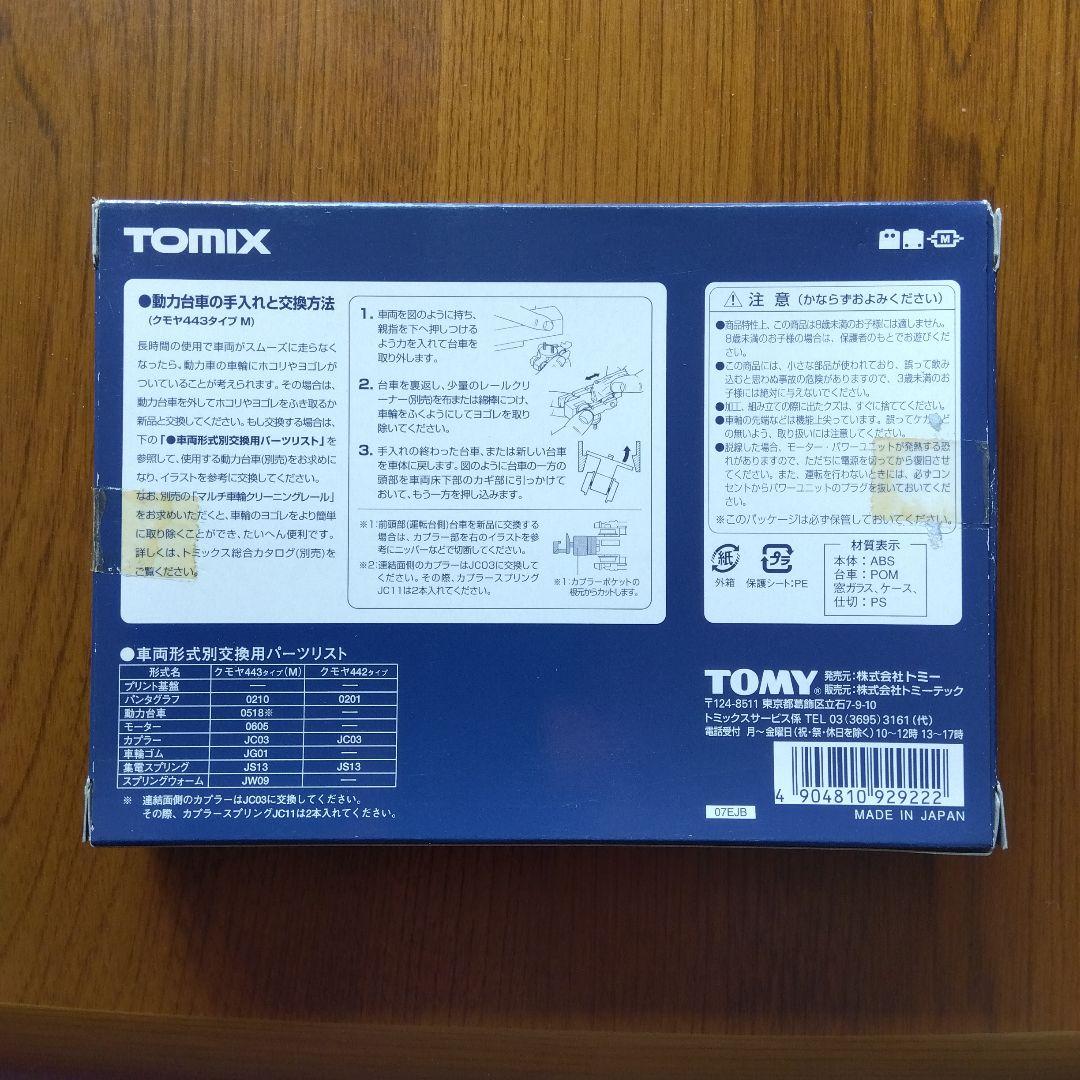 TOMIX
M
●動力台車の手入れと交換方法
(クモヤ443タイプ M)
長時間の使用で車両がスムーズに走らなく
なったら、動力車の車輪にホコリやヨゴレが
ついていることが考えられます。その場合は、
動力台車を外してホコリやヨゴレをふき取るか
新品と交換してください。もし交換する場合は、
下の「●車両形式別交換用パーツリスト」を
参照して、使用する動力台車(別売)をお求めに
なり、イラストを参考に交換してください。
なお、別売の「マルチ車輪クリーニングレール」
をお求めいただくと、車輪のヨゴレをより簡単
に取り除くことができ、たいへん便利です。
詳しくは、トミックス総合カタログ(別売)を
ご覧ください。
1. 車両を図のように持ち、
親指を下へ押しつける
よう力を入れて台車を
取り外します。
2. 台車を裏返し、少量のレールクリ
ーナー(別売)を布または綿棒につけ、
車輪をふくようにしてヨゴレを取り
除いてください。
3. 手入れの終わった台車、または新しい台車
を車体に戻します。図のように台車の一方の
頭部を車両床下部のカギ部に引っかけて
おいて、もう一方を押し込みます。
※1:前頭部(運転台側)台車を新品に交換する
場合は、カプラー部を右のイラストを参
考にニッパーなどで切断してください。
※2:連結面側のカプラーはJC03に交換して
ください。その際、カプラースプリング
JC11は2本入れてください。
※1:カプラーポケットの
根元からカットします。
⚠ 注 意 (かならずおよみください)
●商品特性上、この商品は8歳未満のお子様には適しません。
8歳未満のお子様の場合は、保護者のもとでお遊びくだ
さい。
●この商品には、小さな部品が使われており、誤って飲み
込むと思わぬ事故の危険がありますので、3歳未満のお
子様には絶対に与えないでください。
●加工、組み立ての際に出たクズは、すぐに捨ててください。
●車軸の先端などは機能上尖っています。誤ってケガなど
の無いよう、取り扱いには注意してください。
●脱線した場合、モーター・パワーユニットが発熱する恐
れがありますので、ただちに電源を切ってから復旧させ
てください。また、運転を行わないときには、必ずコン
セントからパワーユニットのプラグを抜いておいてくだ
さい。
※このパッケージは必ず保管しておいてください。
紙
外箱
プラ
保護シート:PE
材質表示
本体:ABS
台車:POM
窓ガラス、ケース、
仕切:PS
●車両形式別交換用パーツリスト
形式名 クモヤ443タイプ(M) クモヤ442タイプ
プリント基盤 — —
パンタグラフ 0210 0201
動力台車 0518※ —
モーター 0605 —
カプラー JC03 JC03
車輪ゴム JG01 —
集電スプリング JS13 JS13
スプリングウォーム JW09 —
※ 連結面側のカプラーはJC03に交換してください。
その際、カプラースプリングJC11は2本入れてください。
TOMY®
発売元:株式会社トミー
販売元:株式会社トミーテック
〒124-8511 東京都葛飾区立石7-9-10
トミックスサービス係 TEL 03(3695)3161(代)
電話受付 月〜金曜日(祝・祭・休日を除く)10〜12時 13〜17時
4 904810 929222
07EJB
MADE IN JAPAN